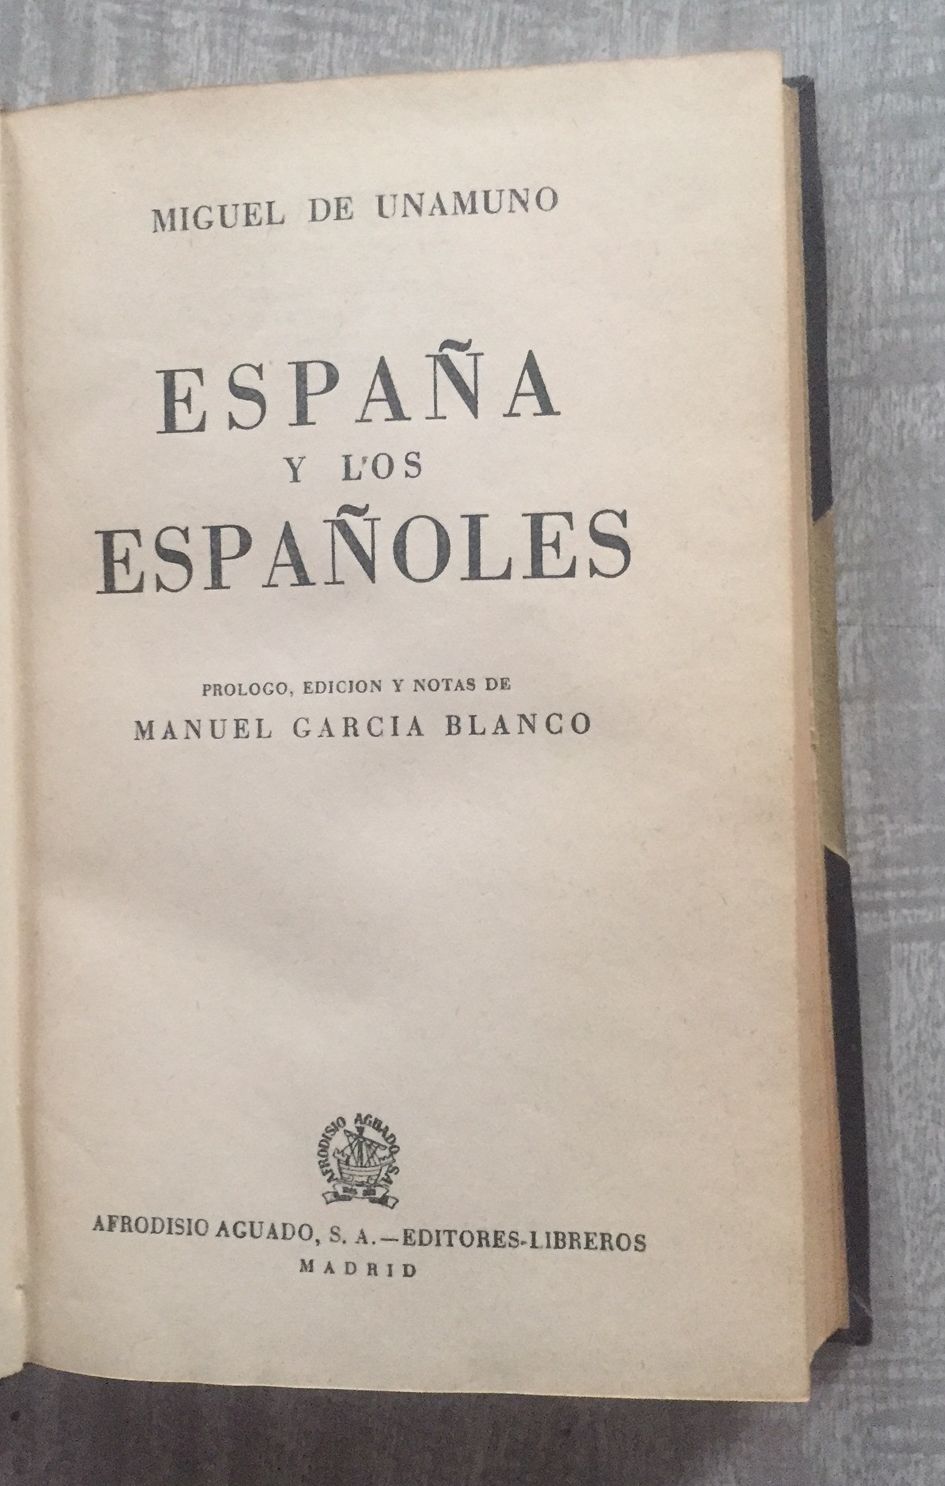 MIGUEL DE UNAMUNO
ESPAÑA
Y L'OS
ESPAÑOLES
PROLOGO, EDICION Y NOTAS DE
MANUEL GARCIA BLANCO
AFRODISIO AGUADO, S.A.
AFRODISIO AGUADO, S. A.—EDITORES-LIBREROS
MADRID